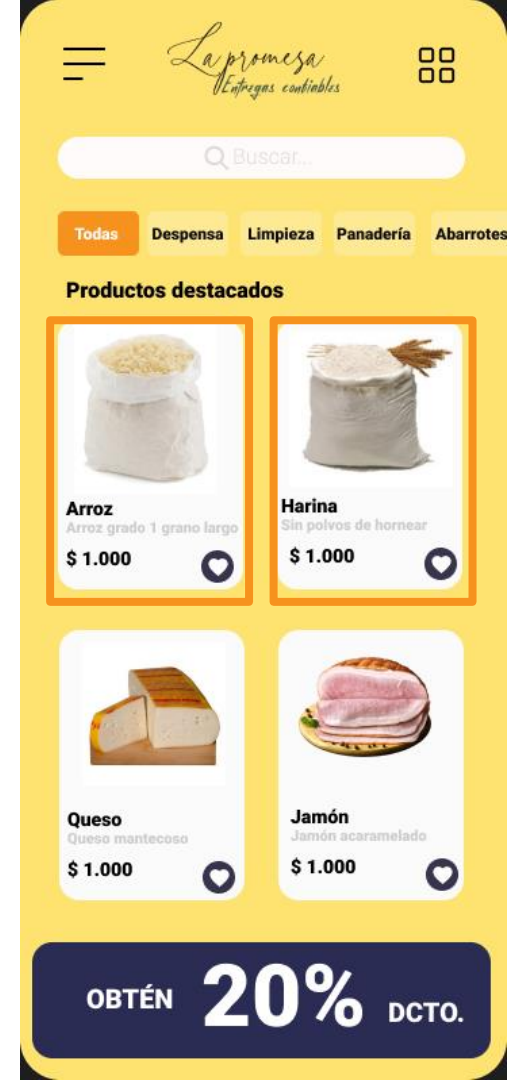 La promesa
Entregas confiables
Buscar...
Todas Despensa Limpieza Panadería Abarrotes
Productos destacados
Arroz
Arroz grado 1 grano largo
$ 1.000
Harina
Sin polvos de hornear
$ 1.000
Queso
Queso mantecoso
$ 1.000
Jamón
Jamón acaramelado
$ 1.000
OBTÉN 20% DCTO.